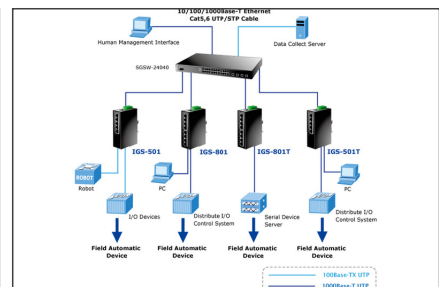 10/100/1000Base-T Ethernet
Cat5,6 UTP/STP Cable
Human Management Interface
Data Collect Server
SGSW-24040
IGS-501
IGS-801
IGS-801T
IGS-501T
ROBOT
Robot
PC
PC
I/O Devices
Distribute I/O
Control System
Serial Device
Server
Distribute I/O
Control System
Field Automatic
Device
Field Automatic
Device
Field Automatic
Device
Field Automatic
Device
100Base-TX UTP
1000Base-T UTP